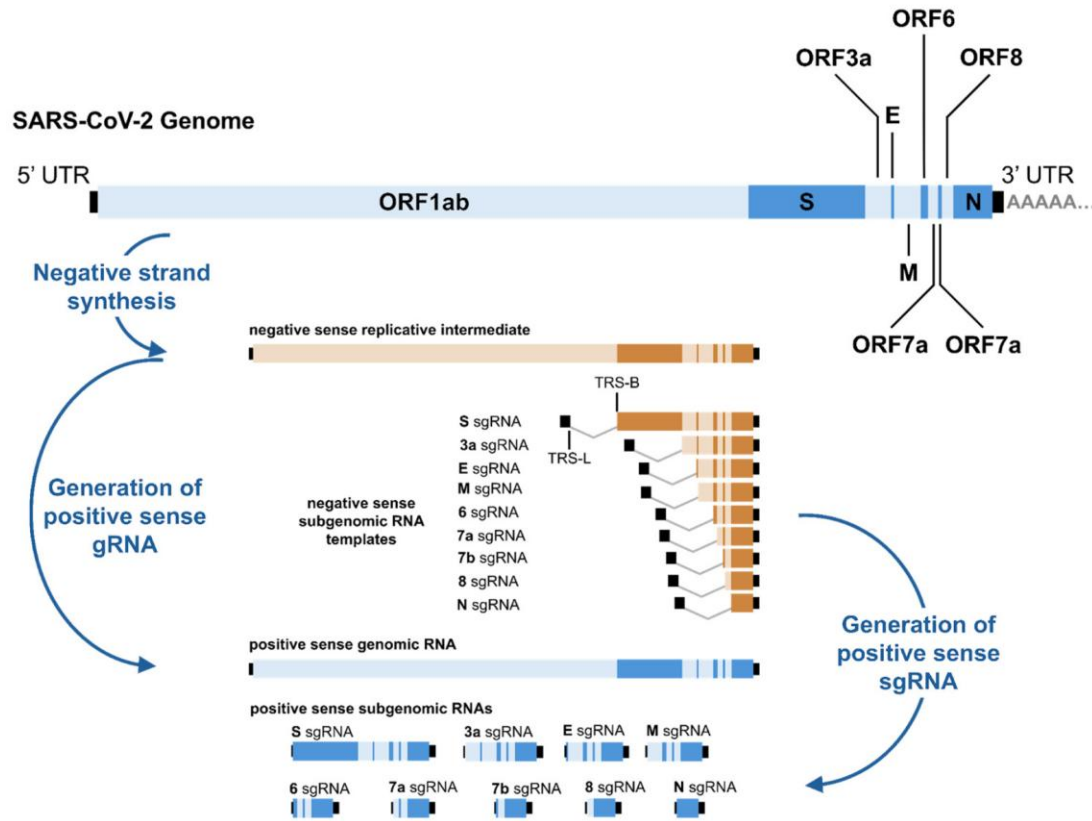 ORF6
ORF3a
ORF8
E
SARS-CoV-2 Genome
5' UTR
3' UTR
ORF1ab
S
N
AAAAA...
M
ORF7a
ORF7a
Negative strand
synthesis
negative sense replicative intermediate
TRS-B
S sgRNA
TRS-L
3a sgRNA
E sgRNA
M sgRNA
6 sgRNA
7a sgRNA
7b sgRNA
8 sgRNA
N sgRNA
negative sense
subgenomic RNA
templates
Generation of
positive sense
gRNA
Generation of
positive sense
sgRNA
positive sense genomic RNA
positive sense subgenomic RNAs
S sgRNA
3a sgRNA
E sgRNA
M sgRNA
6 sgRNA
7a sgRNA
7b sgRNA
8 sgRNA
N sgRNA